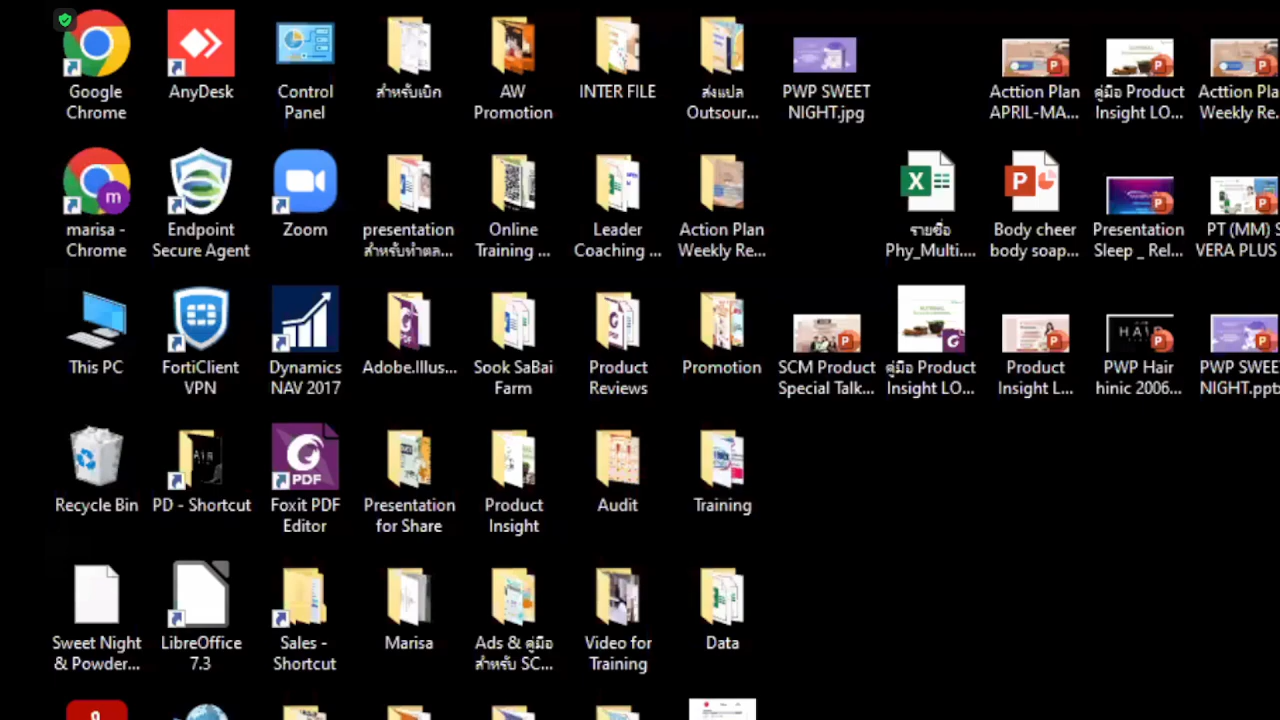 Google
Chrome
AnyDesk
Control
Panel
สำหรับเบิก
AW
Promotion
INTER FILE
ส่งแปล
Outsour...
PWP SWEET
NIGHT.jpg
Acttion Plan
APRIL-MA...
คู่มือ Product
Insight LO...
Acttion Pla
Weekly Re.
marisa -
Chrome
Endpoint
Secure Agent
Zoom
presentation
สำหรับทำตล...
Online
Training ...
Leader
Coaching ...
Action Plan
Weekly Re...
รายชื่อ
Phy_Multi....
Body cheer
body soap...
Presentation
Sleep _ Rel...
PT (MM) S
VERA PLUS
This PC
FortiClient
VPN
Dynamics
NAV 2017
Adobe.Illus...
Sook SaBai
Farm
Product
Reviews
Promotion
SCM Product
Special Talk...
คู่มือ Product
Insight LO...
Product
Insight L...
HAIR
PWP Hair
hinic 2006...
PWP SWEE
NIGHT.ppt
Recycle Bin
PD - Shortcut
PDF
Foxit PDF
Editor
Presentation
for Share
Product
Insight
Audit
Training
Sweet Night
& Powder...
LibreOffice
7.3
Sales -
Shortcut
Marisa
Ads & คู่มือ
สำหรับ SC...
Video for
Training
Data